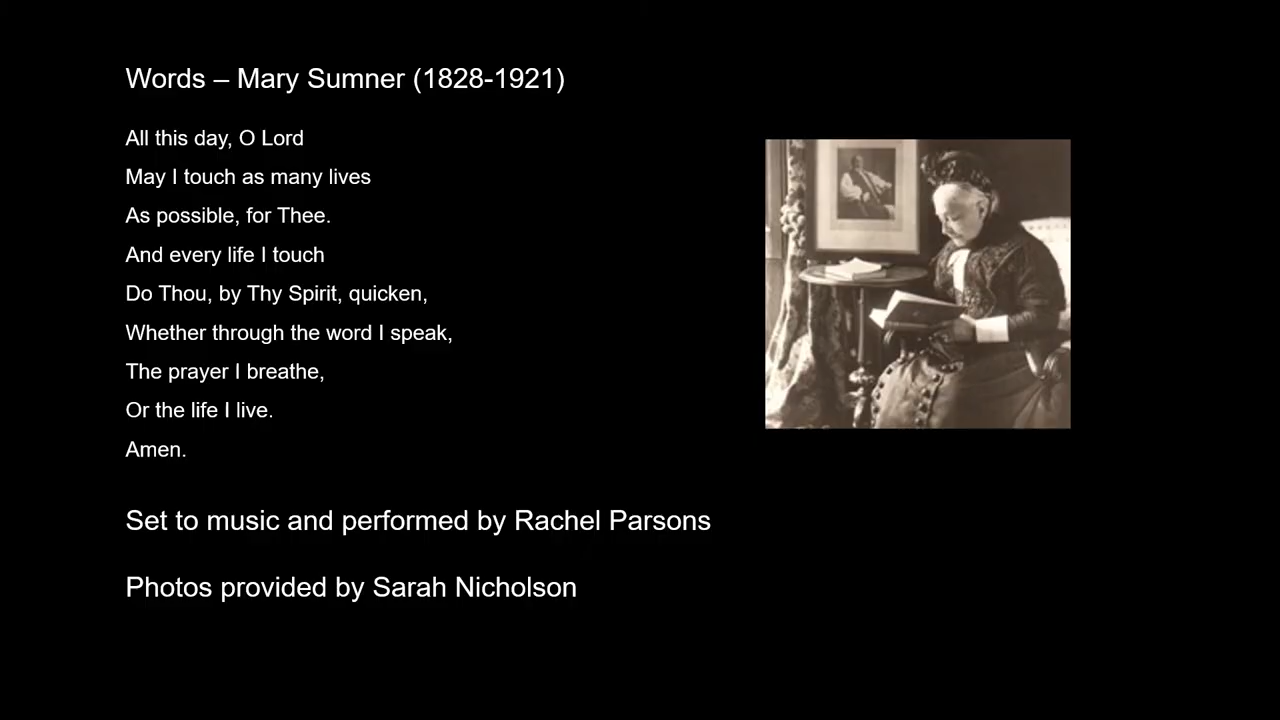 Words – Mary Sumner (1828-1921)
All this day, O Lord
May I touch as many lives
As possible, for Thee.
And every life I touch
Do Thou, by Thy Spirit, quicken,
Whether through the word I speak,
The prayer I breathe,
Or the life I live.
Amen.
Set to music and performed by Rachel Parsons
Photos provided by Sarah Nicholson